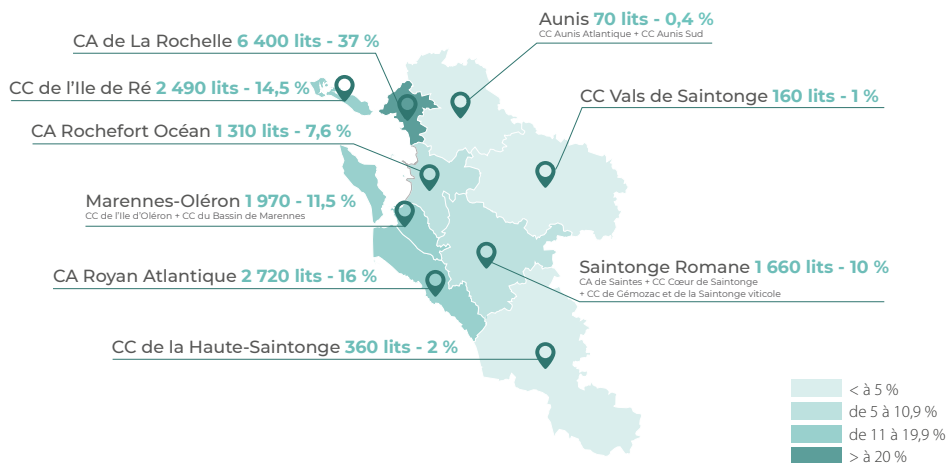 Aunis 70 lits - 0,4 %
CC Aunis Atlantique + CC Aunis Sud
CA de La Rochelle 6 400 lits - 37 %
CC de l'Ile de Ré 2 490 lits - 14,5 %
CC Vals de Saintonge 160 lits - 1 %
CA Rochefort Océan 1 310 lits - 7,6 %
Marennes-Oléron 1 970 - 11,5 %
CC de l'Ile d'Oléron + CC du Bassin de Marennes
CA Royan Atlantique 2 720 lits - 16 %
Saintonge Romane 1 660 lits - 10 %
CA de Saintes + CC Cœur de Saintonge
+ CC de Gémozac et de la Saintonge viticole
CC de la Haute-Saintonge 360 lits - 2 %
< à 5 %
de 5 à 10,9 %
de 11 à 19,9 %
> à 20 %